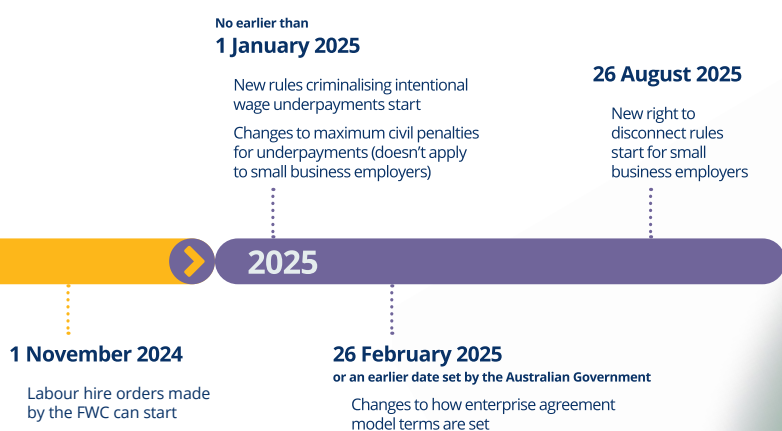 No earlier than
1 January 2025
New rules criminalising intentional
wage underpayments start
Changes to maximum civil penalties
for underpayments (doesn’t apply
to small business employers)
26 August 2025
New right to
disconnect rules
start for small
business employers
2025
1 November 2024
Labour hire orders made
by the FWC can start
26 February 2025
or an earlier date set by the Australian Government
Changes to how enterprise agreement
model terms are set